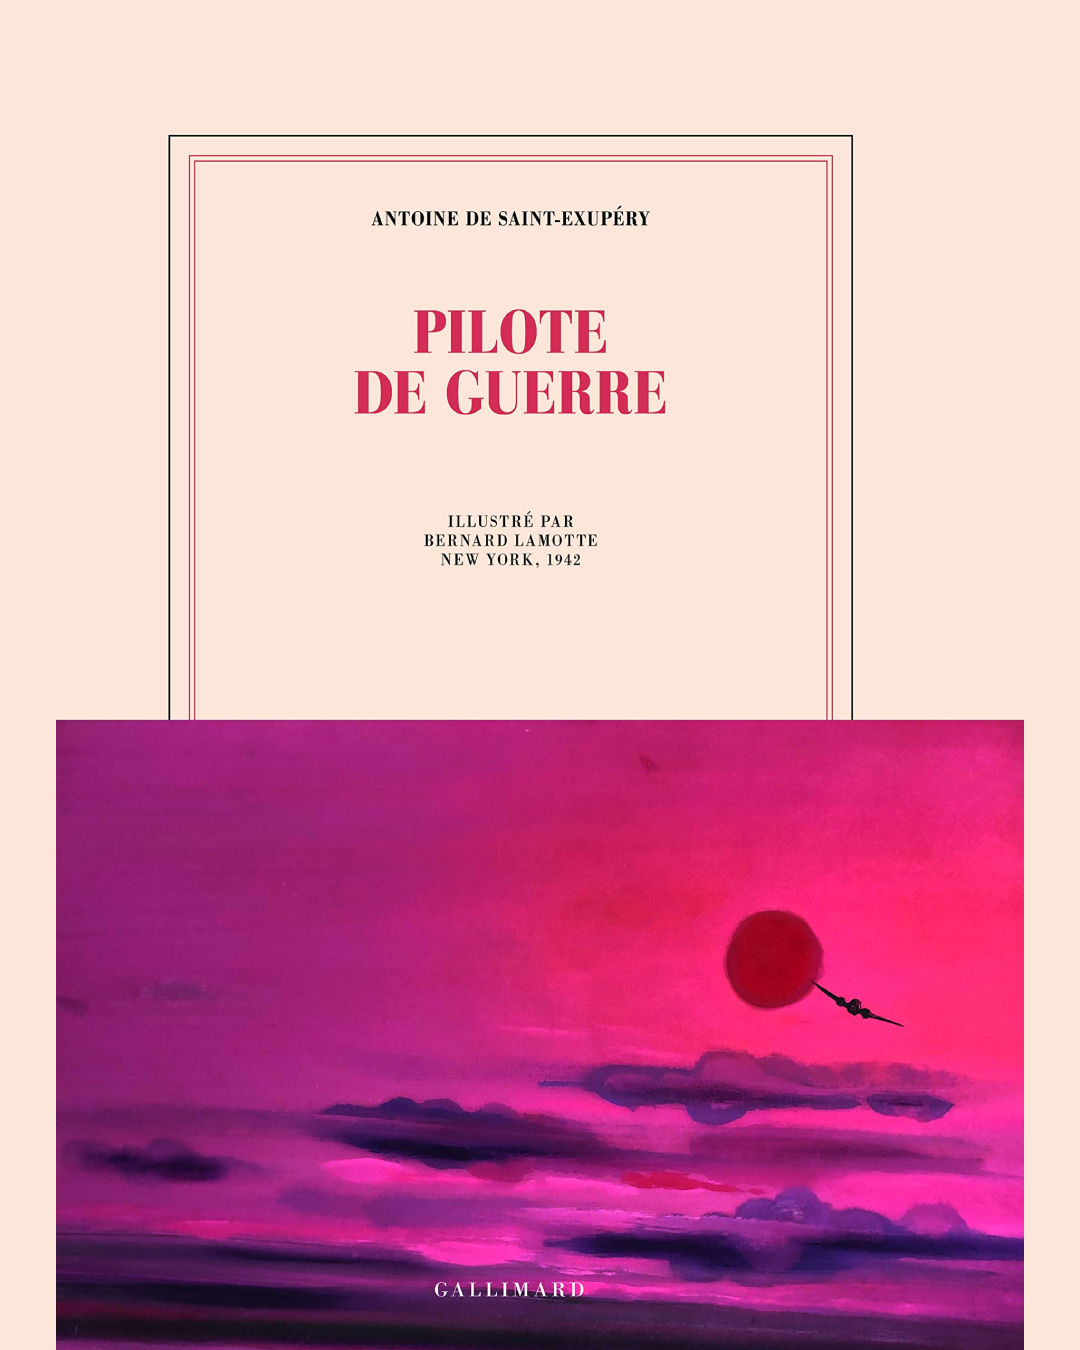 ANTOINE DE SAINT-EXUPÉRY
PILOTE
DE GUERRE
ILLUSTRÉ PAR
BERNARD LAMOTTE
NEW YORK, 1942
GALLIMARD